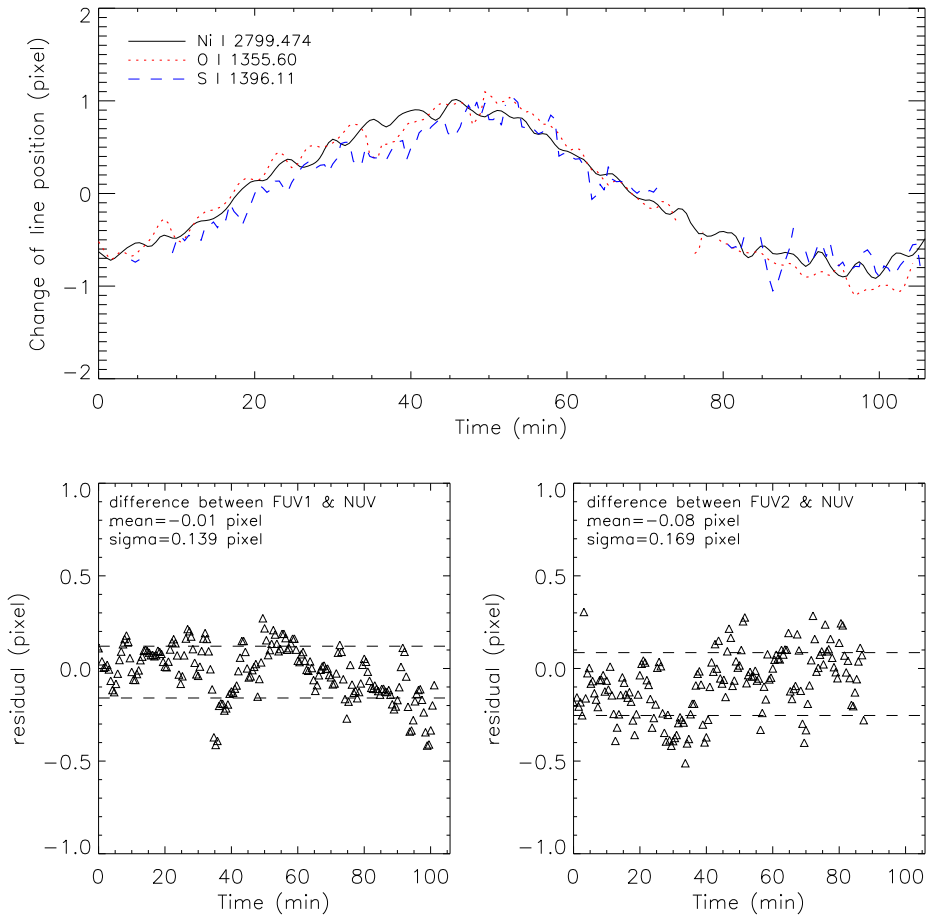 Change of line position (pixel)
2
1
0
−1
−2
Ni I 2799.474
O I 1355.60
S I 1396.11
0 20 40 60 80 100
Time (min)
residual (pixel)
1.0
0.5
0.0
−0.5
−1.0
difference between FUV1 & NUV
mean=−0.01 pixel
sigma=0.139 pixel
0 20 40 60 80 100
Time (min)
residual (pixel)
1.0
0.5
0.0
−0.5
−1.0
difference between FUV2 & NUV
mean=−0.08 pixel
sigma=0.169 pixel
0 20 40 60 80 100
Time (min)